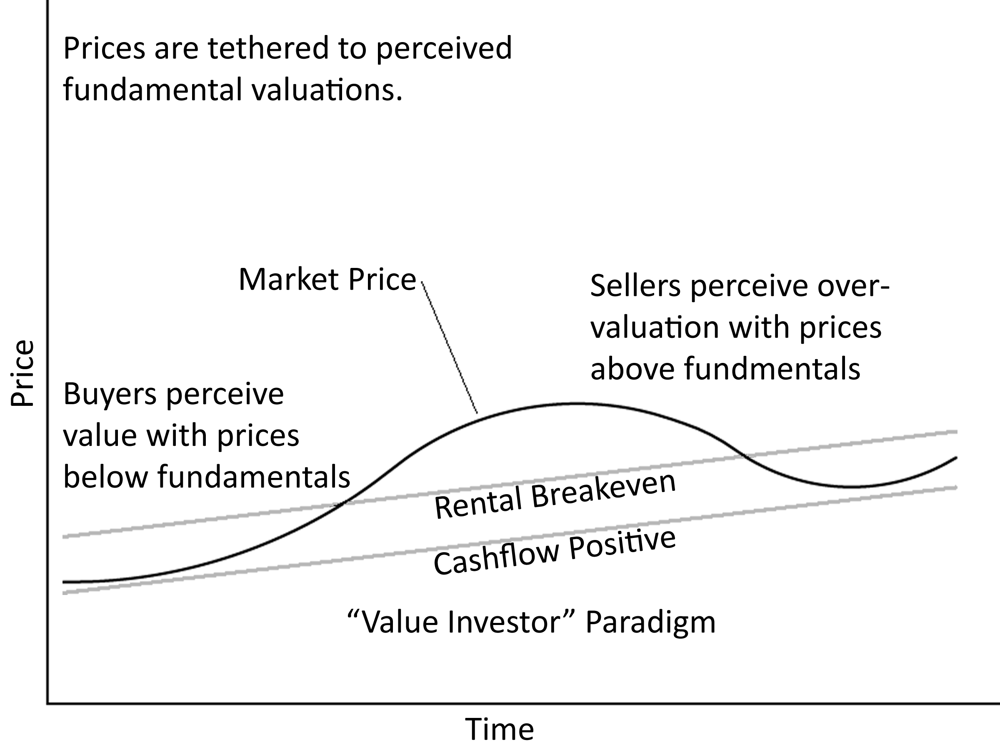 Prices are tethered to perceived
fundamental valuations.
Market Price
Sellers perceive over-
valuation with prices
above fundmentals
Price
Buyers perceive
value with prices
below fundamentals
Rental Breakeven
Cashflow Positive
“Value Investor” Paradigm
Time